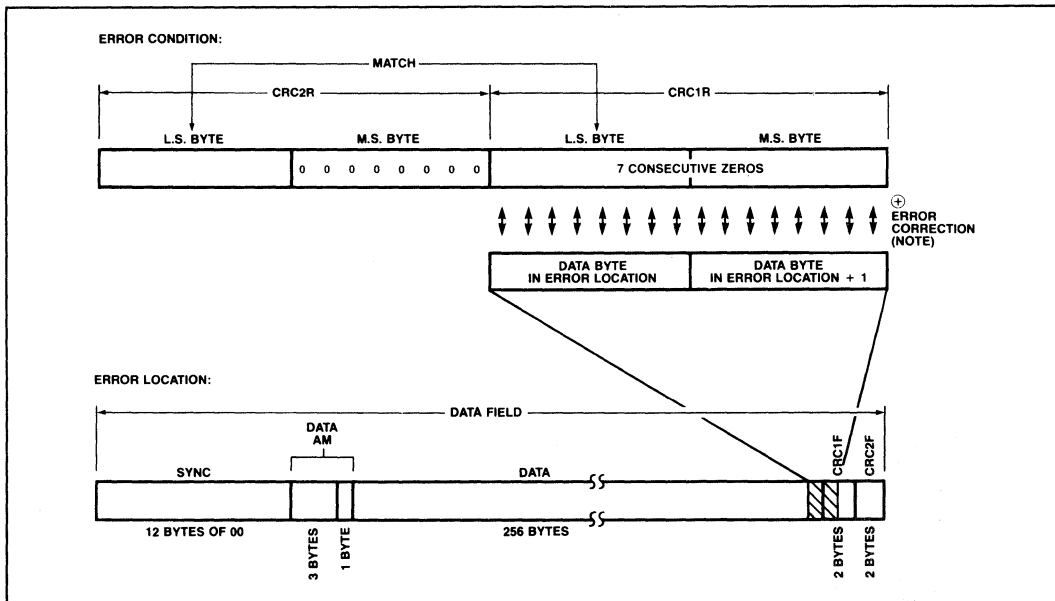 ERROR CONDITION:
MATCH
CRC2R
CRC1R
L.S. BYTE
M.S. BYTE
L.S. BYTE
M.S. BYTE
0 0 0 0 0 0 0 0
7 CONSECUTIVE ZEROS
⊕
ERROR
CORRECTION
(NOTE)
DATA BYTE
IN ERROR LOCATION
DATA BYTE
IN ERROR LOCATION + 1
ERROR LOCATION:
DATA FIELD
DATA
AM
CRC1F
CRC2F
SYNC
DATA
12 BYTES OF 00
3 BYTES
1 BYTE
256 BYTES
2 BYTES
2 BYTES